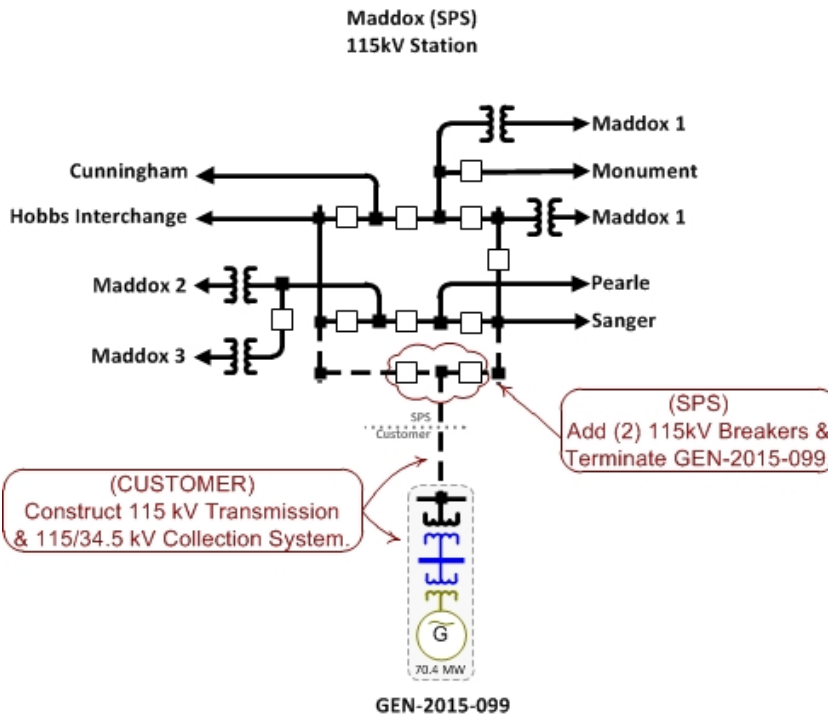 Maddox (SPS)
115kV Station
Maddox 1
Cunningham
Monument
Hobbs Interchange
Maddox 1
Maddox 2
Pearle
Sanger
Maddox 3
SPS
Customer
(SPS)
Add (2) 115kV Breakers &
Terminate GEN-2015-099
(CUSTOMER)
Construct 115 kV Transmission
& 115/34.5 kV Collection System.
G
70.4 MW
GEN-2015-099